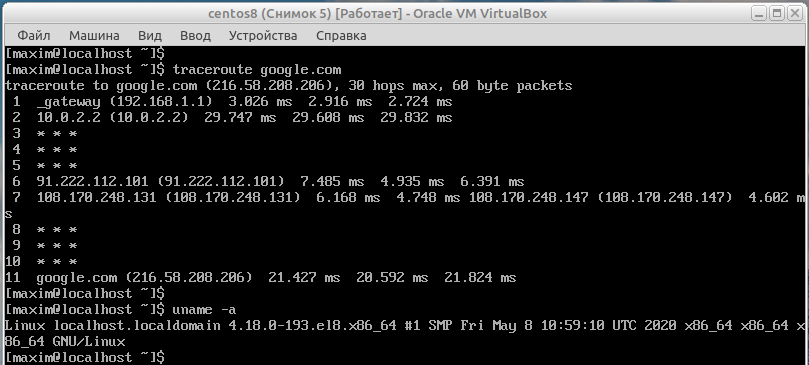 centos8 (Снимок 5) [Работает] - Oracle VM VirtualBox
Файл Машина Вид Ввод Устройства Справка
[maxim@localhost ~]$
[maxim@localhost ~]$ traceroute google.com
traceroute to google.com (216.58.208.206), 30 hops max, 60 byte packets
 1  _gateway (192.168.1.1)  3.026 ms  2.916 ms  2.724 ms
 2  10.0.2.2 (10.0.2.2)  29.747 ms  29.608 ms  29.832 ms
 3  * * *
 4  * * *
 5  * * *
 6  91.222.112.101 (91.222.112.101)  7.485 ms  4.935 ms  6.391 ms
 7  108.170.248.131 (108.170.248.131)  6.168 ms  4.748 ms 108.170.248.147 (108.170.248.147)  4.602 m
s
 8  * * *
 9  * * *
10  * * *
11  google.com (216.58.208.206)  21.427 ms  20.592 ms  21.824 ms
[maxim@localhost ~]$
[maxim@localhost ~]$ uname -a
Linux localhost.localdomain 4.18.0-193.el8.x86_64 #1 SMP Fri May 8 10:59:10 UTC 2020 x86_64 x86_64 x
86_64 GNU/Linux
[maxim@localhost ~]$